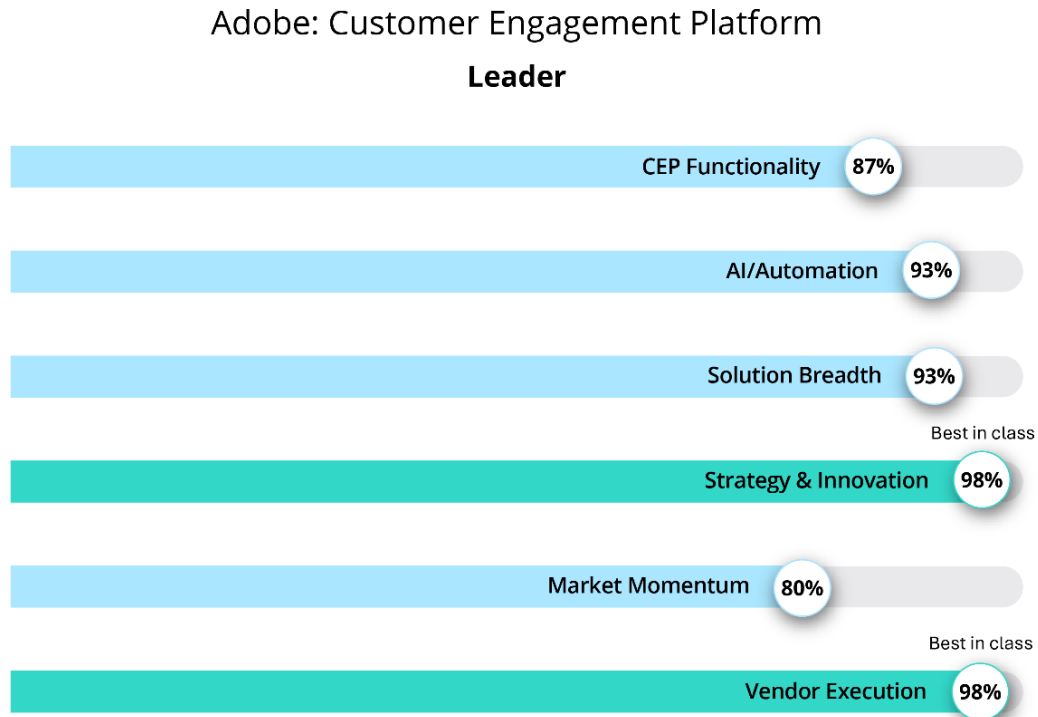 Adobe: Customer Engagement Platform
Leader
CEP Functionality 87%
AI/Automation 93%
Solution Breadth 93%
Best in class
Strategy & Innovation 98%
Market Momentum 80%
Best in class
Vendor Execution 98%